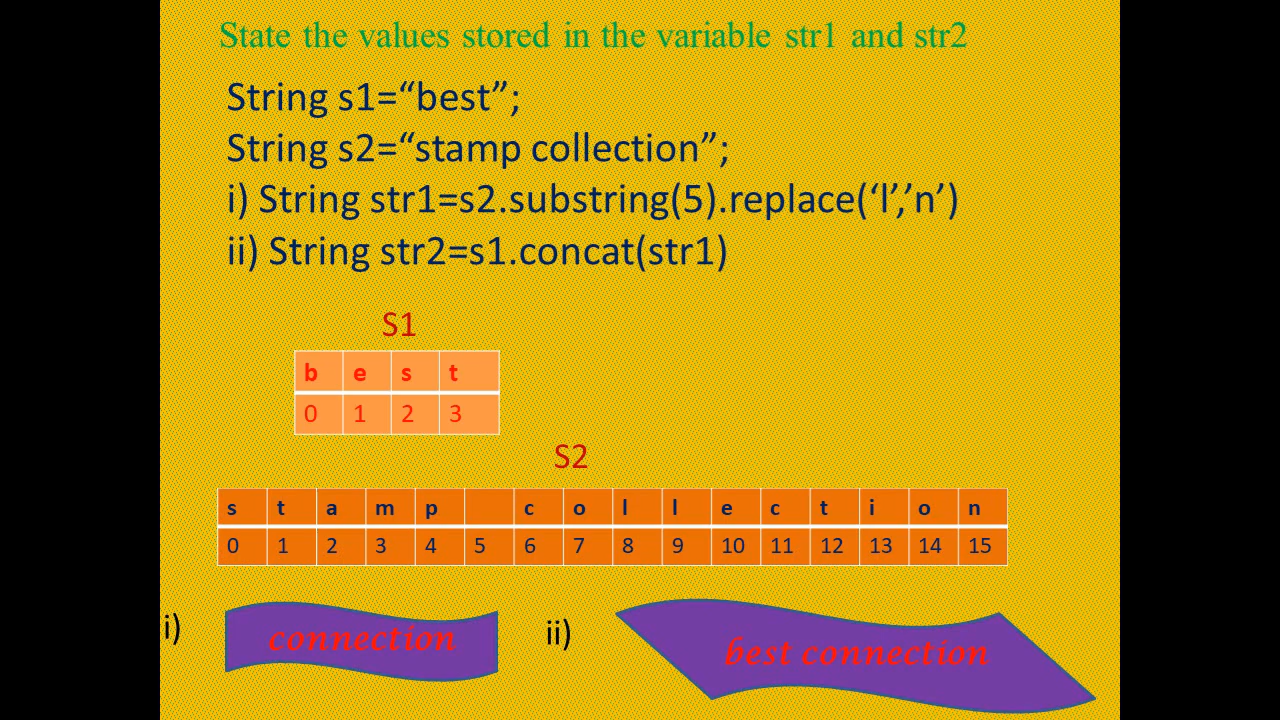 State the values stored in the variable str1 and str2
String s1=“best”;
String s2=“stamp collection”;
i) String str1=s2.substring(5).replace(‘l’,’n’)
ii) String str2=s1.concat(str1)
S1
b e s t
0 1 2 3
S2
s t a m p c o l l e c t i o n
0 1 2 3 4 5 6 7 8 9 10 11 12 13 14 15
i) connection ii) best connection